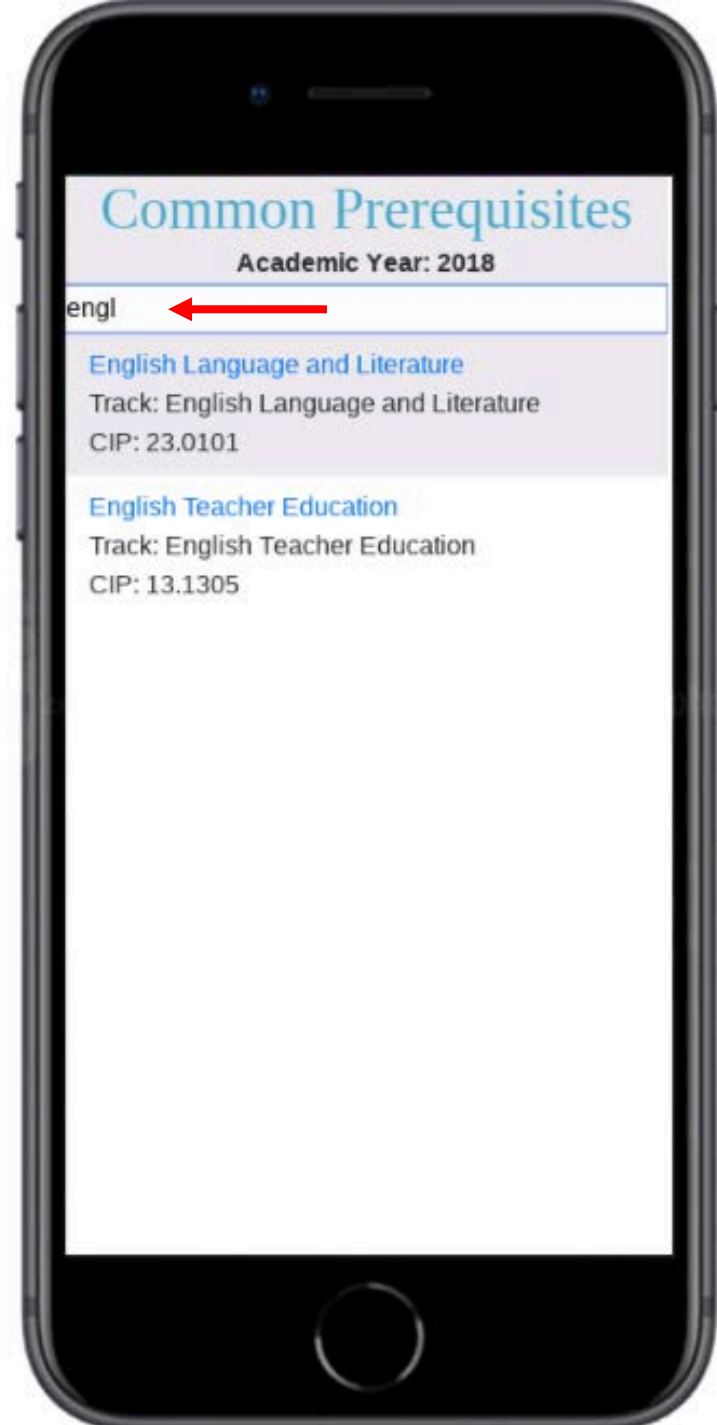 Common Prerequisites
Academic Year: 2018
engl
English Language and Literature
Track: English Language and Literature
CIP: 23.0101
English Teacher Education
Track: English Teacher Education
CIP: 13.1305